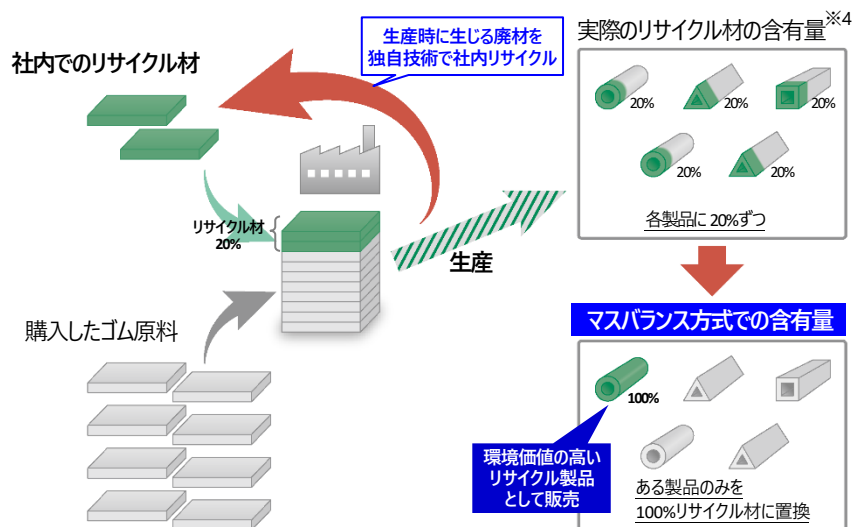 生産時に生じる廃材を
独自技術で社内リサイクル
社内でのリサイクル材
リサイクル材
20%
生産
購入したゴム原料
実際のリサイクル材の含有量※4
20%
20%
20%
20%
20%
各製品に 20%ずつ
マスバランス方式での含有量
100%
環境価値の高い
リサイクル製品
として販売
ある製品のみを
100%リサイクル材に置換